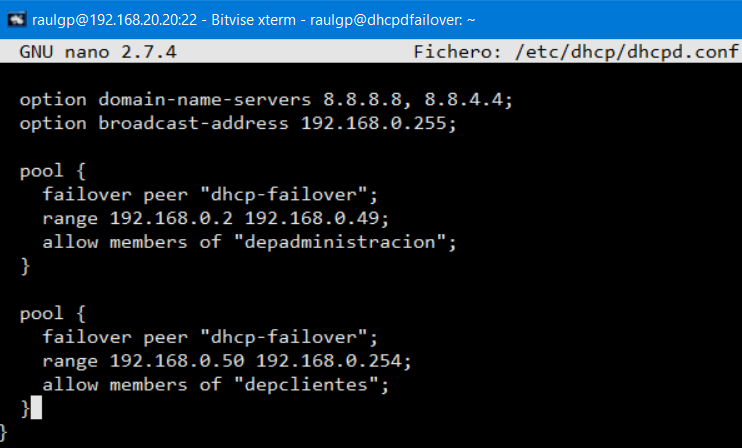 raulgp@192.168.20.20:22 - Bitvise xterm - raulgp@dhcpdfailover: ~
GNU nano 2.7.4 Fichero: /etc/dhcp/dhcpd.conf
option domain-name-servers 8.8.8.8, 8.8.4.4;
option broadcast-address 192.168.0.255;
pool {
failover peer "dhcp-failover";
range 192.168.0.2 192.168.0.49;
allow members of "depadministracion";
}
pool {
failover peer "dhcp-failover";
range 192.168.0.50 192.168.0.254;
allow members of "depclientes";
}
}